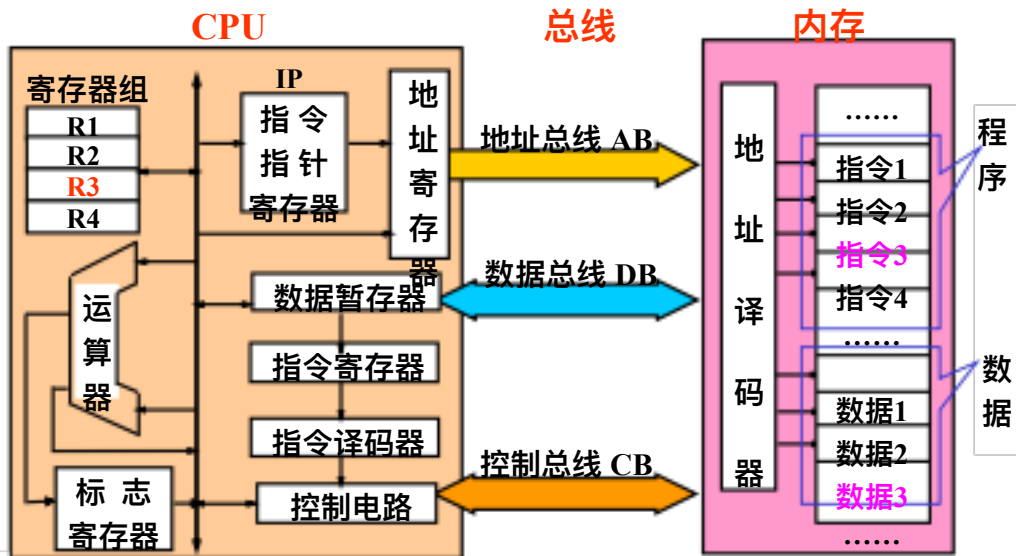 CPU
总线
内存
寄存器组
R1
R2
R3
R4
IP
指 令
指 针
寄存器
地
址
寄
存
器
运
算
器
标 志
寄存器
数据暂存器
指令寄存器
指令译码器
控制电路
地址总线 AB
数据总线 DB
控制总线 CB
地
址
译
码
器
……
指令1
指令2
指令3
指令4
……
数据1
数据2
数据3
……
程
序
数
据